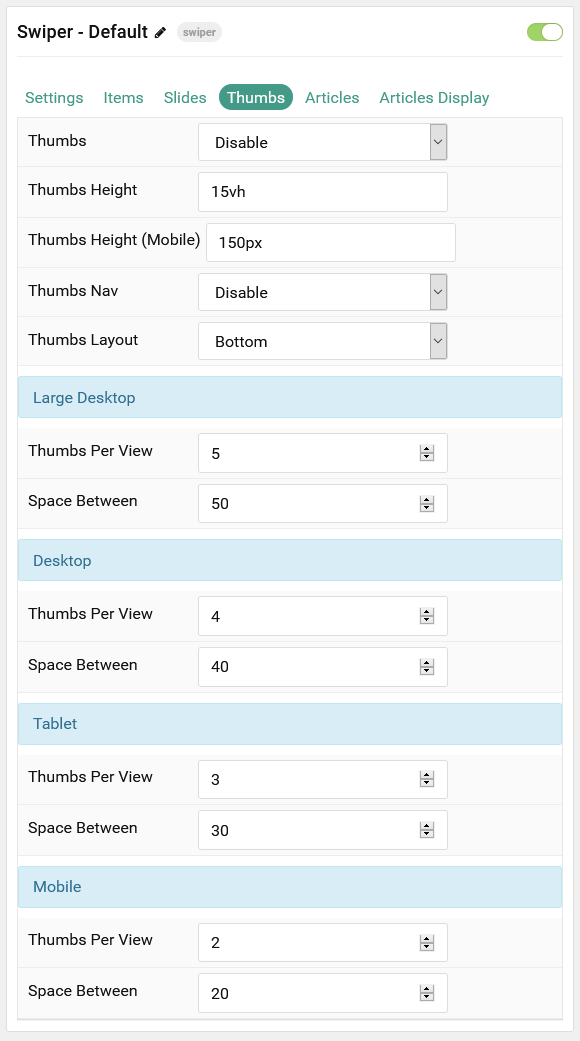 Swiper - Default swiper
Settings Items Slides Thumbs Articles Articles Display
Thumbs Disable
Thumbs Height 15vh
Thumbs Height (Mobile) 150px
Thumbs Nav Disable
Thumbs Layout Bottom
Large Desktop
Thumbs Per View 5
Space Between 50
Desktop
Thumbs Per View 4
Space Between 40
Tablet
Thumbs Per View 3
Space Between 30
Mobile
Thumbs Per View 2
Space Between 20